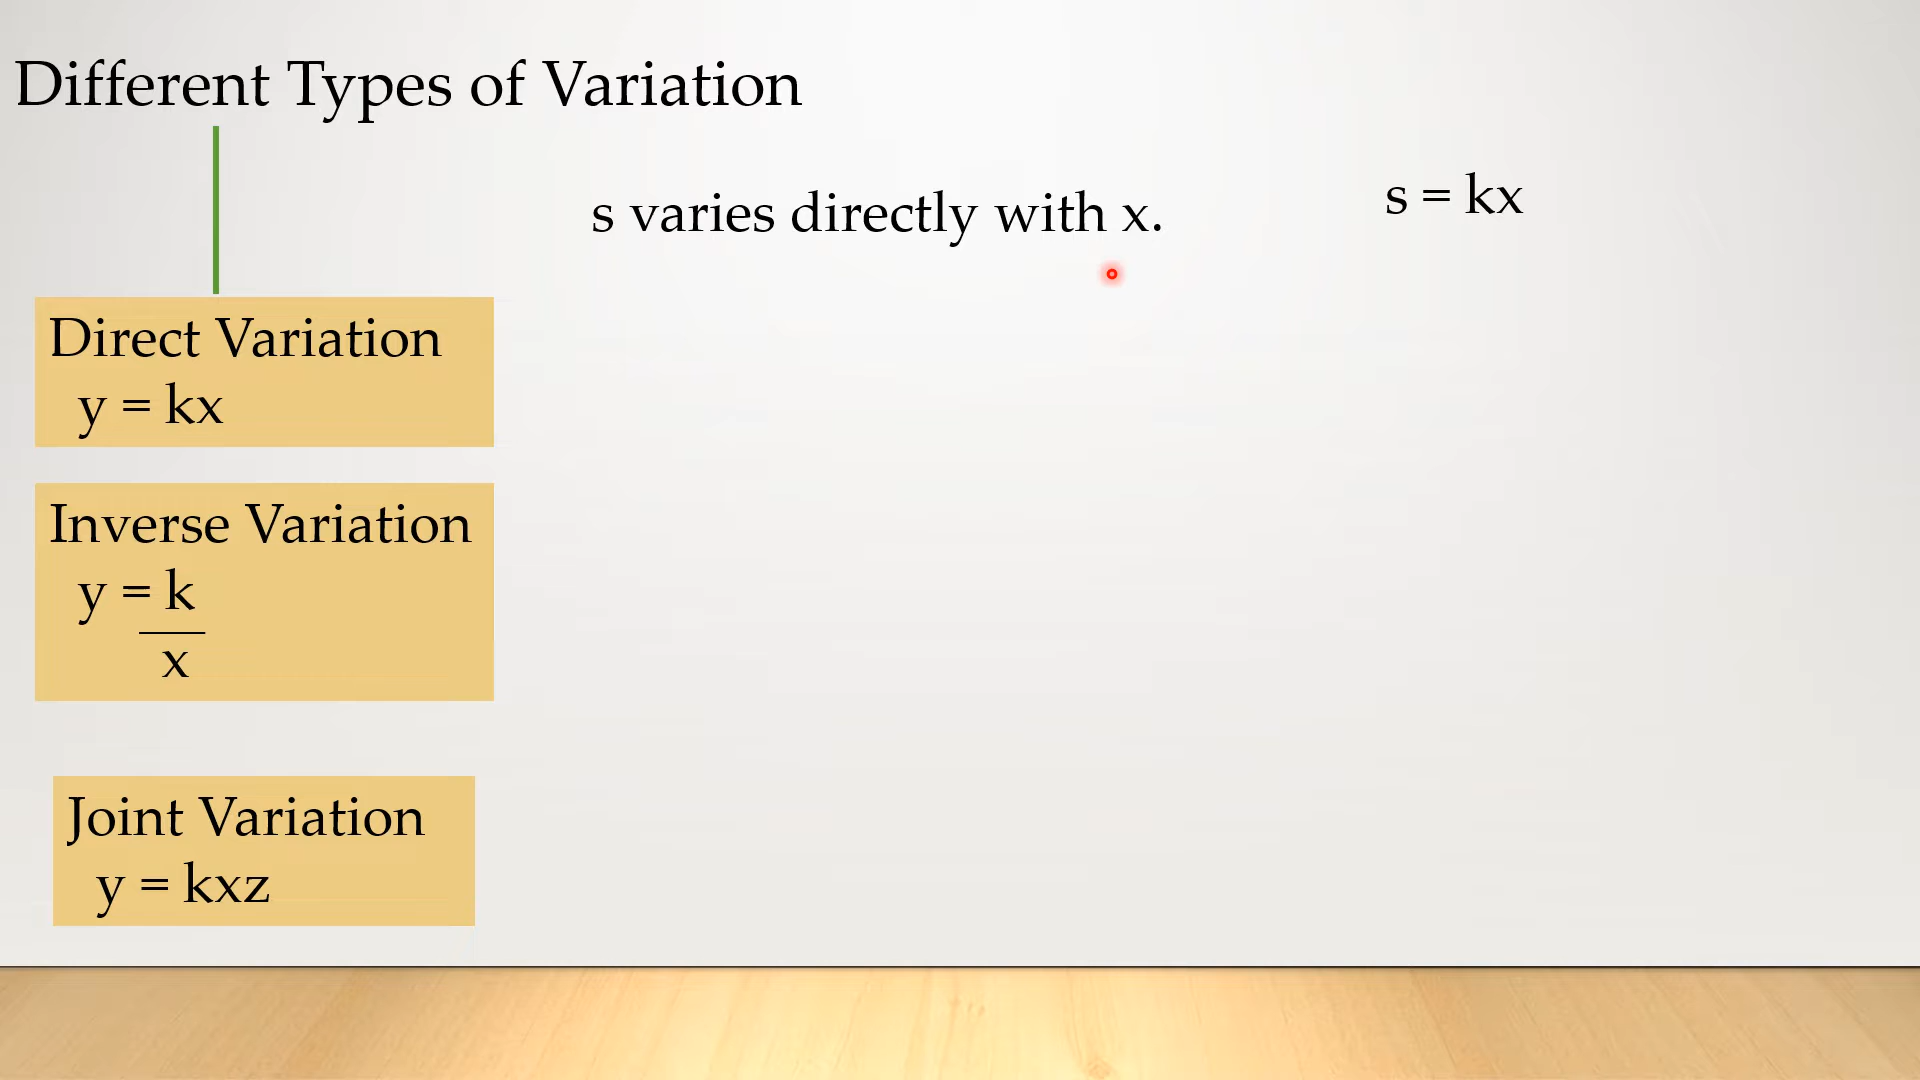 Different Types of Variation
s varies directly with x.
s = kx
Direct Variation
y = kx
Inverse Variation
y = k
x
Joint Variation
y = kxz